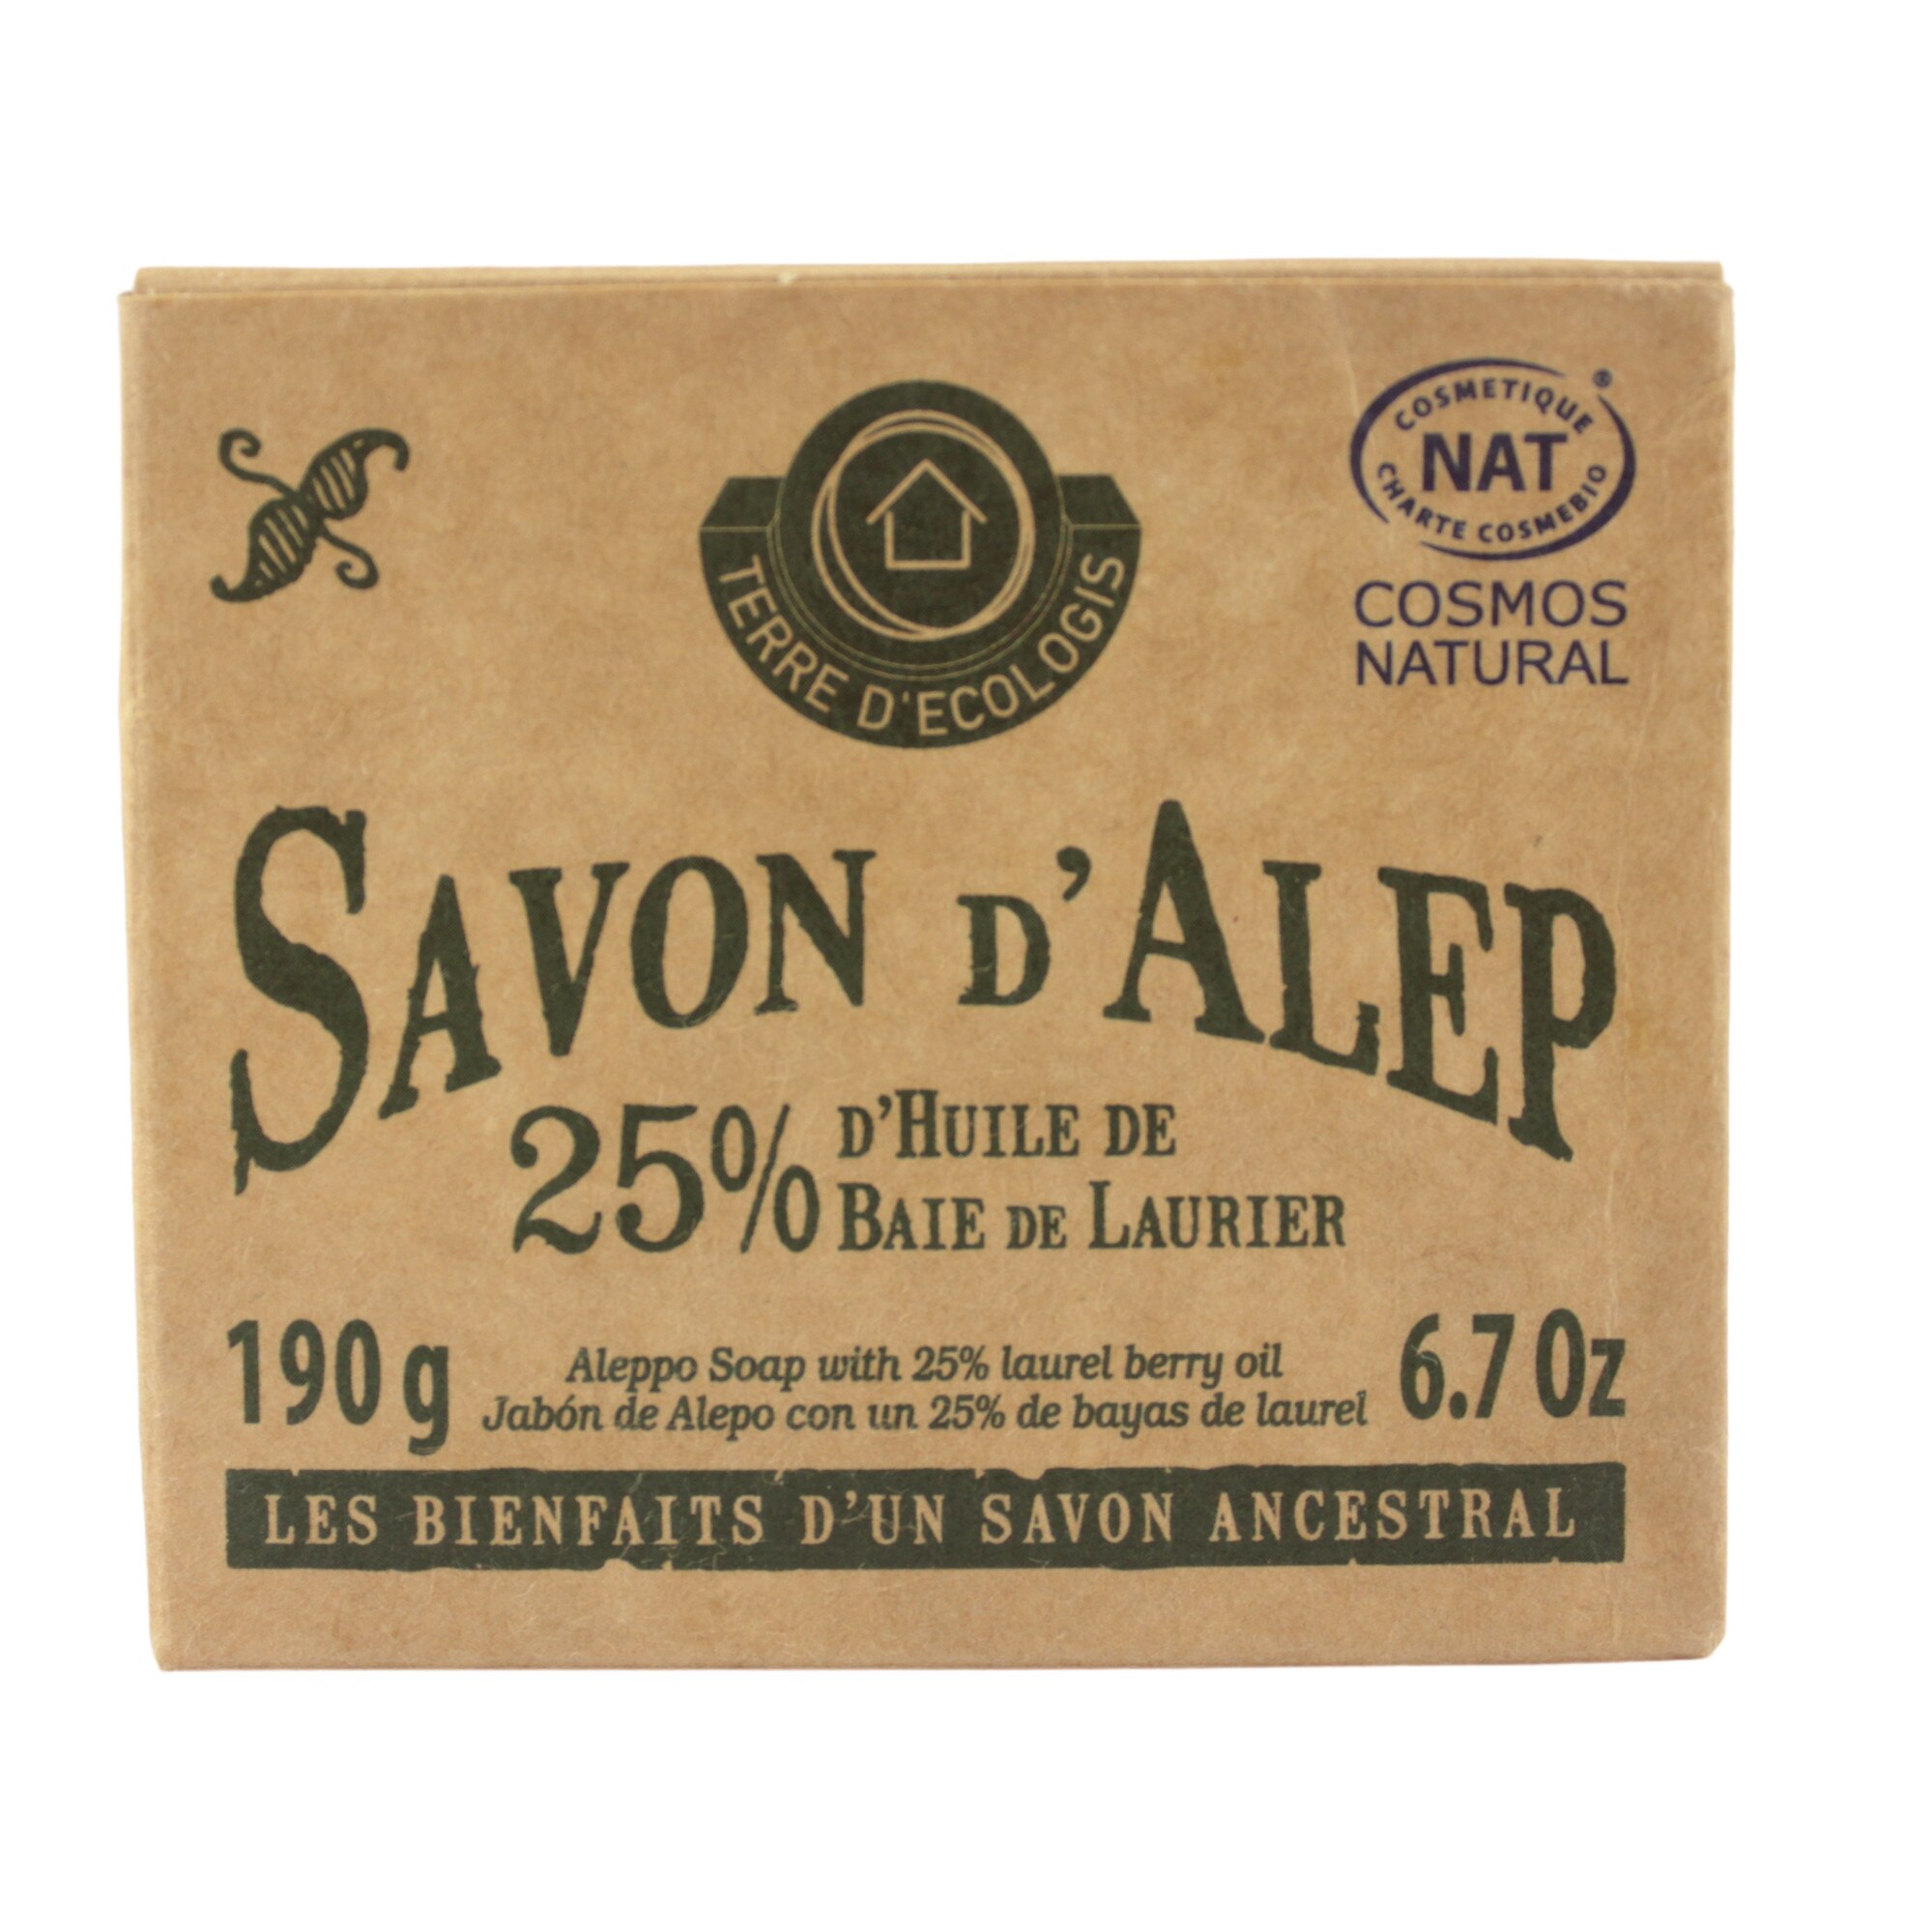 COSMETIQUE ®
NAT
CHARTE COSMEBIO
COSMOS
NATURAL
TERRE D'ECOLOGIS
SAVON D'ALEP
25% D'HUILE DE
BAIE DE LAURIER
190 g
Aleppo Soap with 25% laurel berry oil
Jabón de Alepo con un 25% de bayas de laurel
6.7 Oz
LES BIENFAITS D'UN SAVON ANCESTRAL